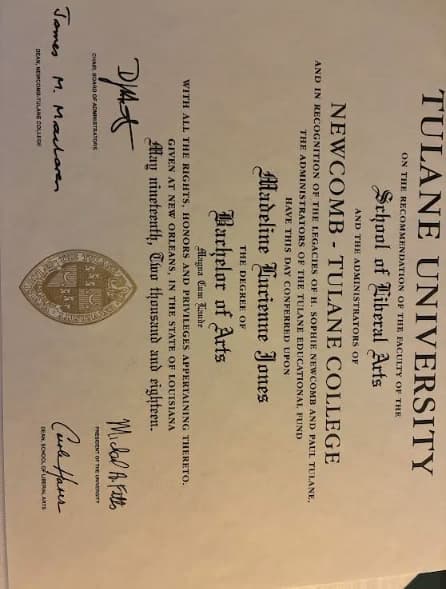 TULANE UNIVERSITY
ON THE RECOMMENDATION OF THE FACULTY OF THE
School of Liberal Arts
AND THE ADMINISTRATORS OF
NEWCOMB - TULANE COLLEGE
AND IN RECOGNITION OF THE LEGACIES OF H. SOPHIE NEWCOMB AND PAUL TULANE,
THE ADMINISTRATORS OF THE TULANE EDUCATIONAL FUND
HAVE THIS DAY CONFERRED UPON
Madeline Lurienne Jones
THE DEGREE OF
Bachelor of Arts
Magna Cum Laude
WITH ALL THE RIGHTS, HONORS AND PRIVILEGES APPERTAINING THERETO.
GIVEN AT NEW ORLEANS, IN THE STATE OF LOUISIANA
May nineteenth, Two thousand and eighteen.
CHAIR, BOARD OF ADMINISTRATORS
Michael A. Fitts
PRESIDENT OF THE UNIVERSITY
James M. MacLaren
DEAN, NEWCOMB-TULANE COLLEGE
Carole Haber
DEAN, SCHOOL OF LIBERAL ARTS